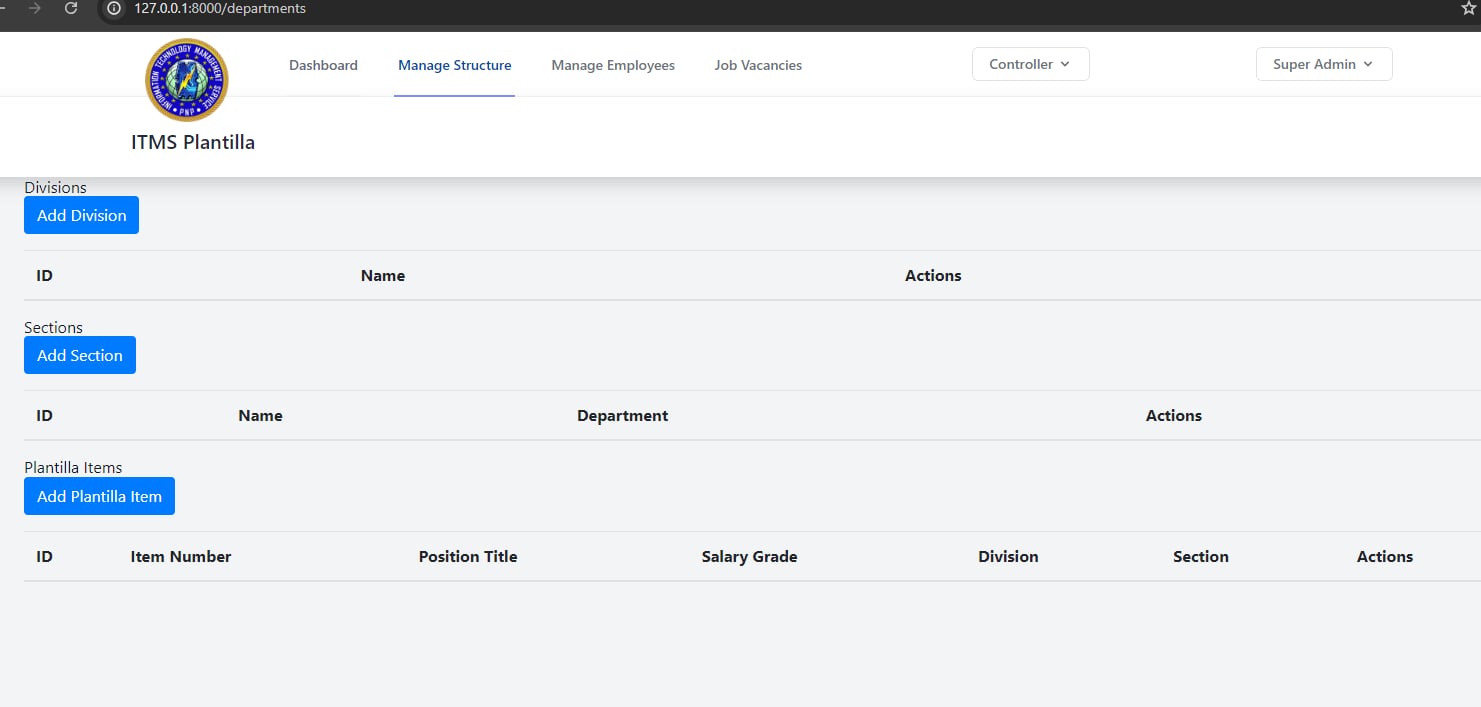 127.0.0.1:8000/departments
INFORMATION TECHNOLOGY MANAGEMENT SERVICE
PNP
Dashboard Manage Structure Manage Employees Job Vacancies Controller Super Admin
ITMS Plantilla
Divisions
Add Division
ID Name Actions
Sections
Add Section
ID Name Department Actions
Plantilla Items
Add Plantilla Item
ID Item Number Position Title Salary Grade Division Section Actions